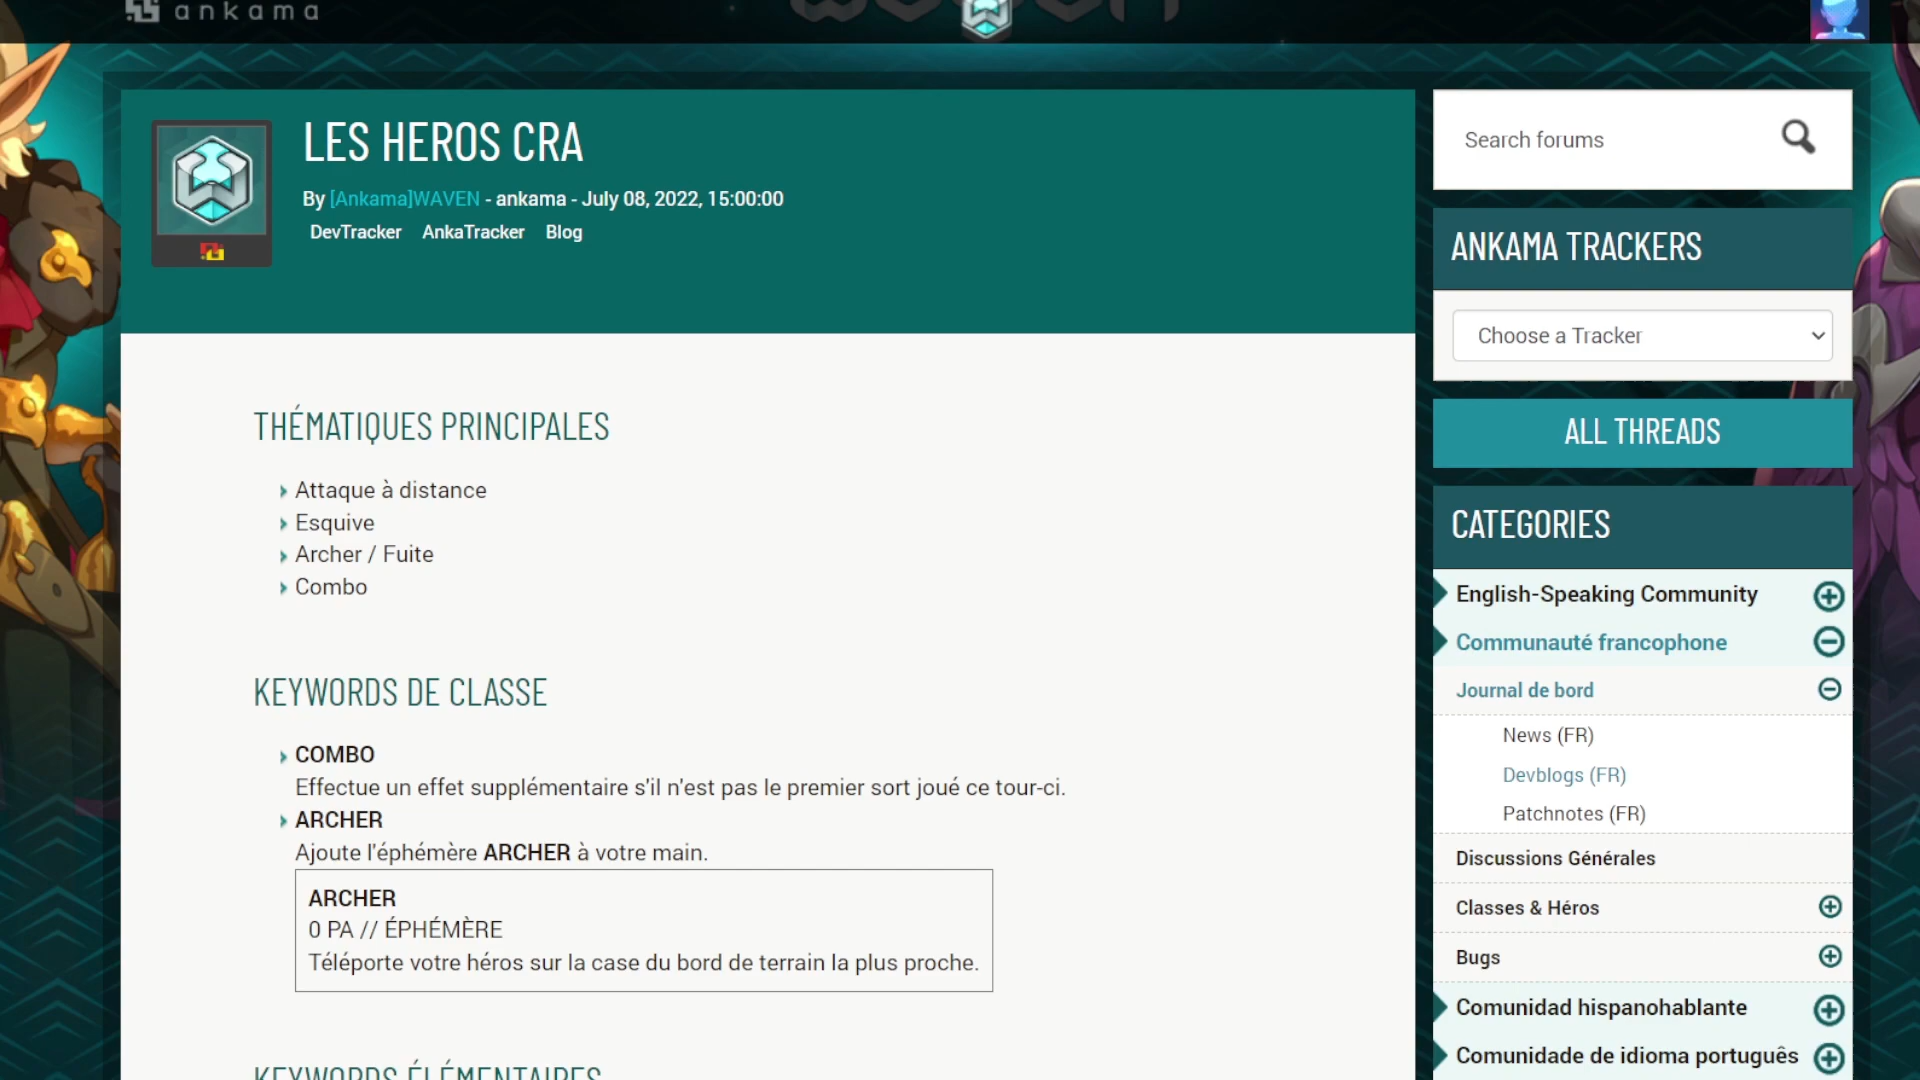 ankama
LES HEROS CRA
By [Ankama]WAVEN - ankama - July 08, 2022, 15:00:00
DevTracker AnkaTracker Blog
THÉMATIQUES PRINCIPALES
Attaque à distance
Esquive
Archer / Fuite
Combo
KEYWORDS DE CLASSE
COMBO
Effectue un effet supplémentaire s'il n'est pas le premier sort joué ce tour-ci.
ARCHER
Ajoute l'éphémère ARCHER à votre main.
ARCHER
0 PA // ÉPHÉMÈRE
Téléporte votre héros sur la case du bord de terrain la plus proche.
KEYWORDS ÉLÉMENTAIRES
Search forums
ANKAMA TRACKERS
Choose a Tracker
ALL THREADS
CATEGORIES
English-Speaking Community
Communauté francophone
Journal de bord
News (FR)
Devblogs (FR)
Patchnotes (FR)
Discussions Générales
Classes & Héros
Bugs
Comunidad hispanohablante
Comunidade de idioma português